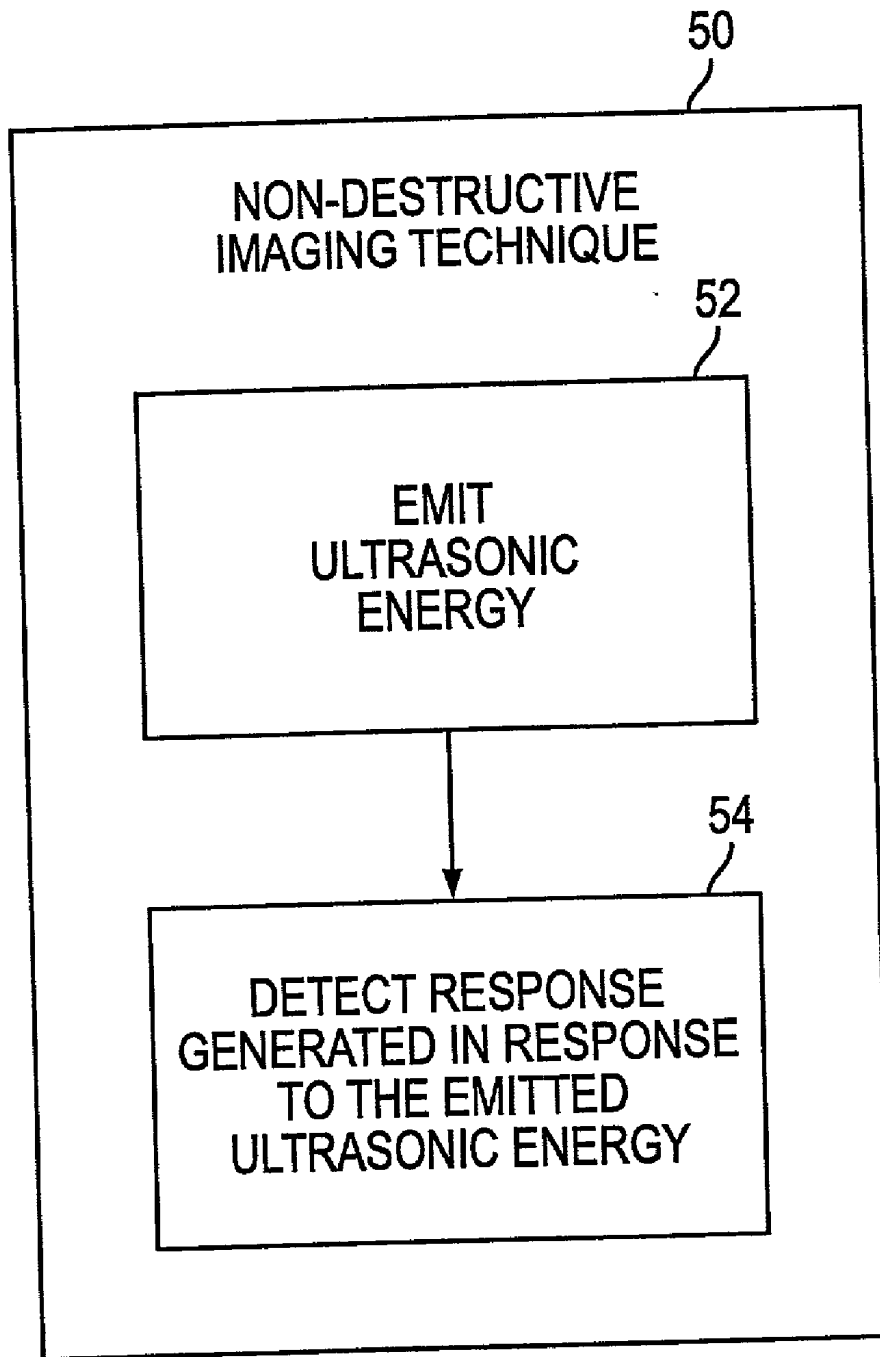 50
NON-DESTRUCTIVE
IMAGING TECHNIQUE
52
EMIT
ULTRASONIC
ENERGY
54
DETECT RESPONSE
GENERATED IN RESPONSE
TO THE EMITTED
ULTRASONIC ENERGY